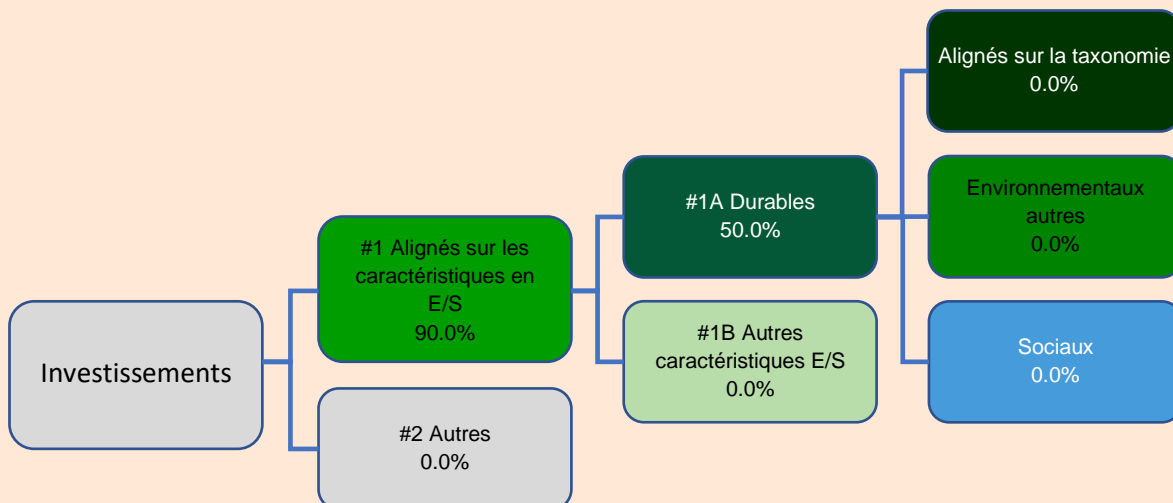 Investissements
#1 Alignés sur les
caractéristiques en
E/S
90.0%
#2 Autres
0.0%
#1A Durables
50.0%
#1B Autres
caractéristiques E/S
0.0%
Alignés sur la taxonomie
0.0%
Environnementaux
autres
0.0%
Sociaux
0.0%